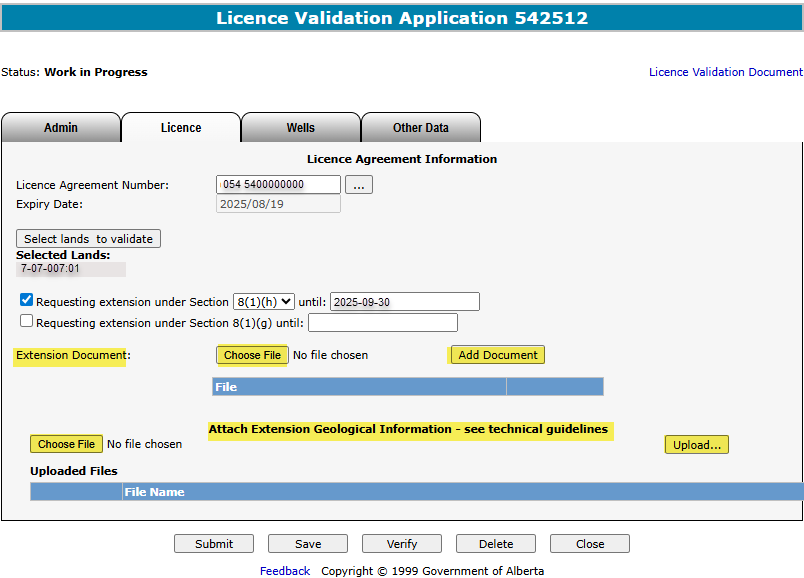 Licence Validation Application 542512
Status: Work in Progress
Licence Validation Document
Admin Licence Wells Other Data
Licence Agreement Information
Licence Agreement Number: 054 5400000000 ...
Expiry Date: 2025/08/19
Select lands to validate
Selected Lands:
7-07-007:01
Requesting extension under Section 8(1)(h) until: 2025-09-30
Requesting extension under Section 8(1)(g) until:
Extension Document: Choose File No file chosen Add Document
File
Attach Extension Geological Information - see technical guidelines
Choose File No file chosen Upload...
Uploaded Files
File Name
Submit Save Verify Delete Close
Feedback Copyright © 1999 Government of Alberta